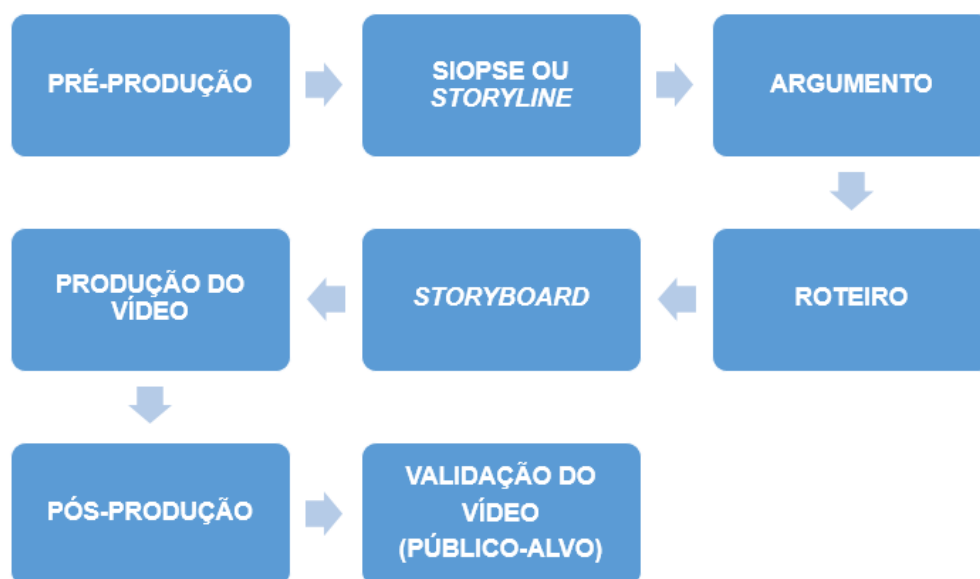 PRÉ-PRODUÇÃO
SIOPSE OU
STORYLINE
ARGUMENTO
ROTEIRO
STORYBOARD
PRODUÇÃO DO
VÍDEO
PÓS-PRODUÇÃO
VALIDAÇÃO DO
VÍDEO
(PÚBLICO-ALVO)